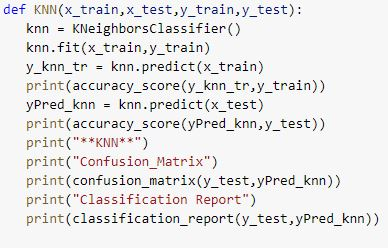 def KNN(x_train,x_test,y_train,y_test):
    knn = KNeighborsClassifier()
    knn.fit(x_train,y_train)
    y_knn_tr = knn.predict(x_train)
    print(accuracy_score(y_knn_tr,y_train))
    yPred_knn = knn.predict(x_test)
    print(accuracy_score(yPred_knn,y_test))
    print("**KNN**")
    print("Confusion_Matrix")
    print(confusion_matrix(y_test,yPred_knn))
    print("Classification Report")
    print(classification_report(y_test,yPred_knn))